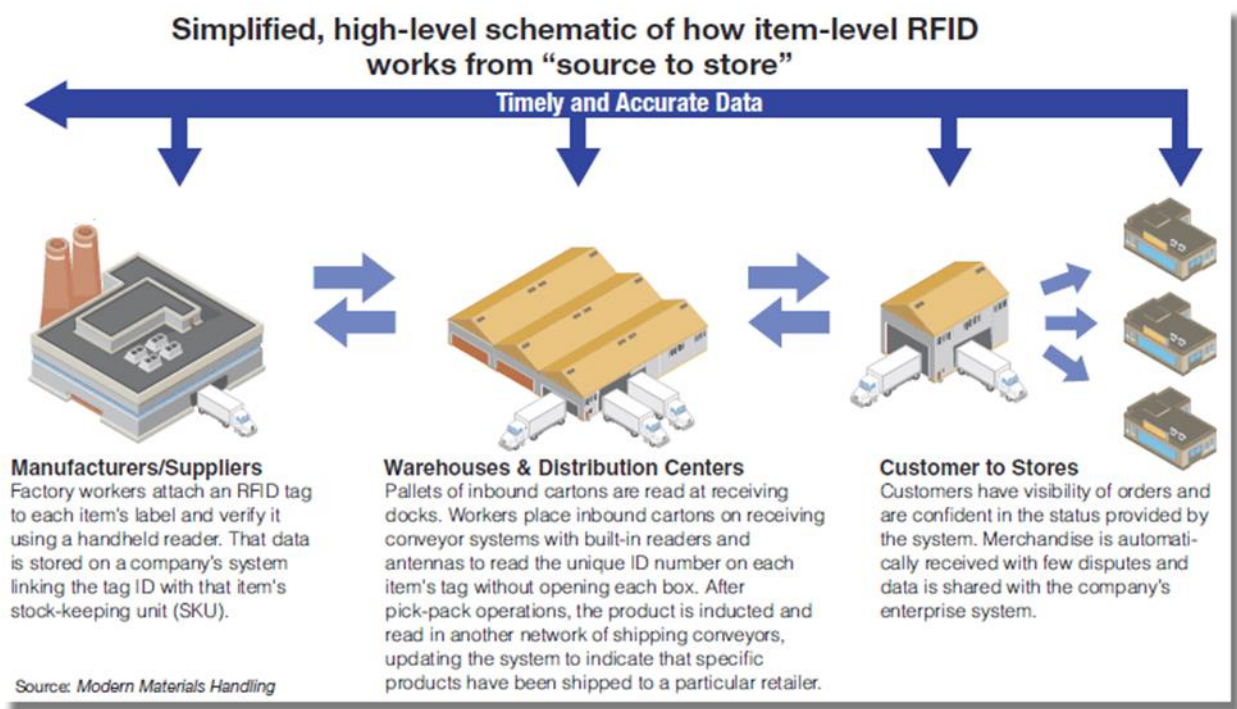 Simplified, high-level schematic of how item-level RFID
works from “source to store”
Timely and Accurate Data
Manufacturers/Suppliers
Factory workers attach an RFID tag
to each item's label and verify it
using a handheld reader. That data
is stored on a company's system
linking the tag ID with that item's
stock-keeping unit (SKU).
Warehouses & Distribution Centers
Pallets of inbound cartons are read at receiving
docks. Workers place inbound cartons on receiving
conveyor systems with built-in readers and
antennas to read the unique ID number on each
item's tag without opening each box. After
pick-pack operations, the product is inducted and
read in another network of shipping conveyors,
updating the system to indicate that specific
products have been shipped to a particular retailer.
Customer to Stores
Customers have visibility of orders and
are confident in the status provided by
the system. Merchandise is automati-
cally received with few disputes and
data is shared with the company's
enterprise system.
Source: Modern Materials Handling